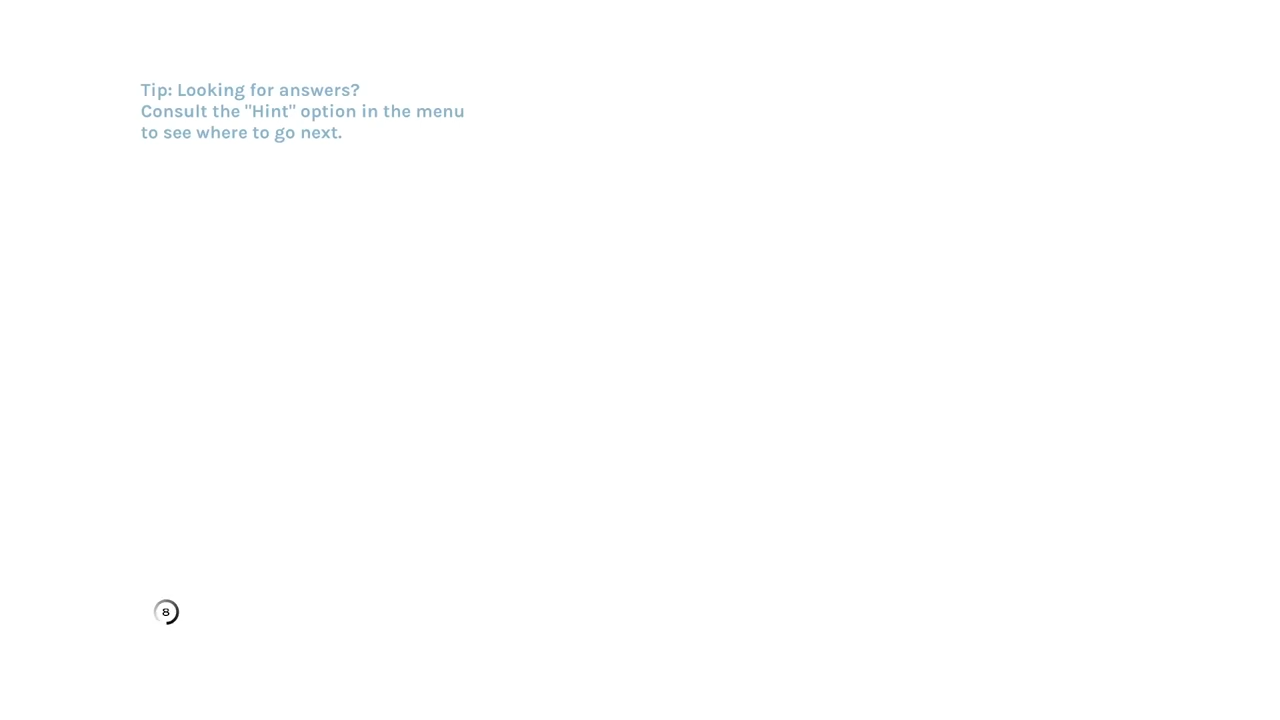 Tip: Looking for answers?
Consult the "Hint" option in the menu
to see where to go next.
8